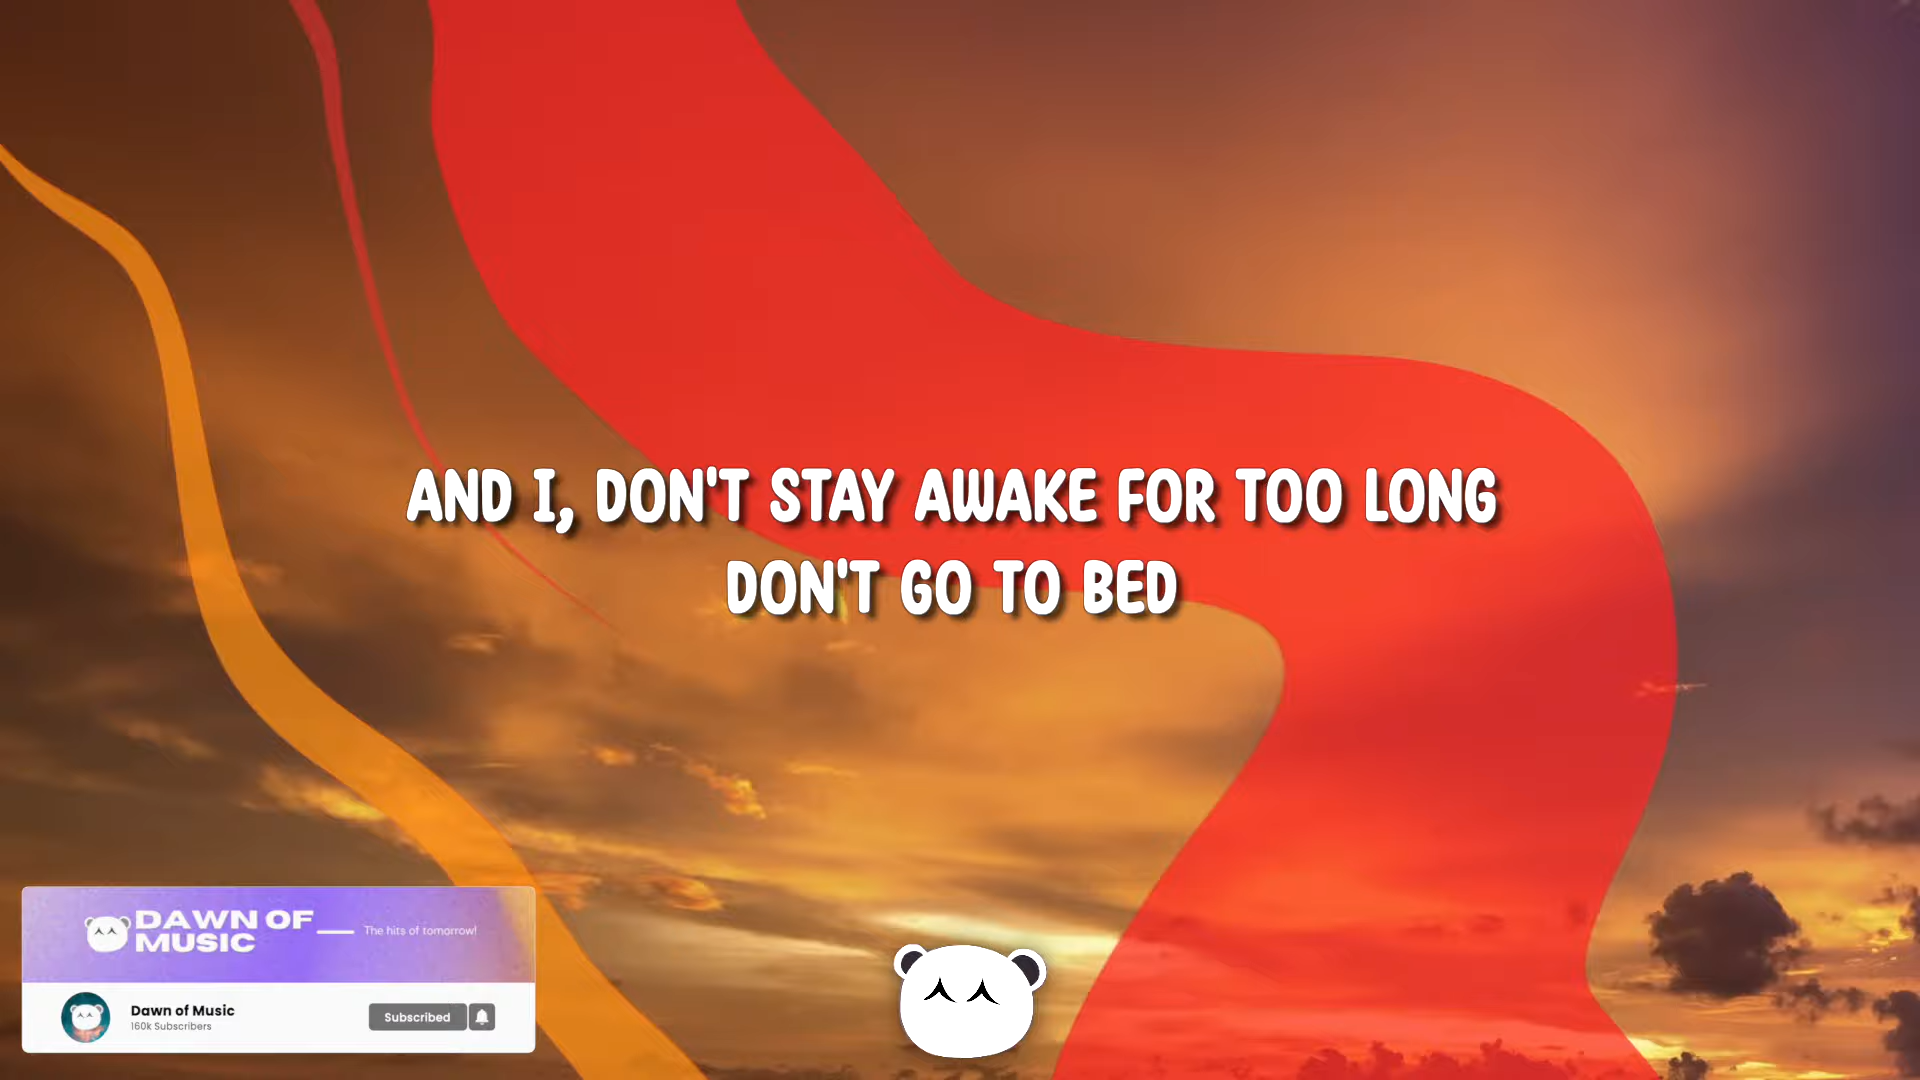 AND I, DON'T STAY AWAKE FOR TOO LONG
DON'T GO TO BED
DAWN OF
MUSIC
The hits of tomorrow!
Dawn of Music
160k Subscribers
Subscribed